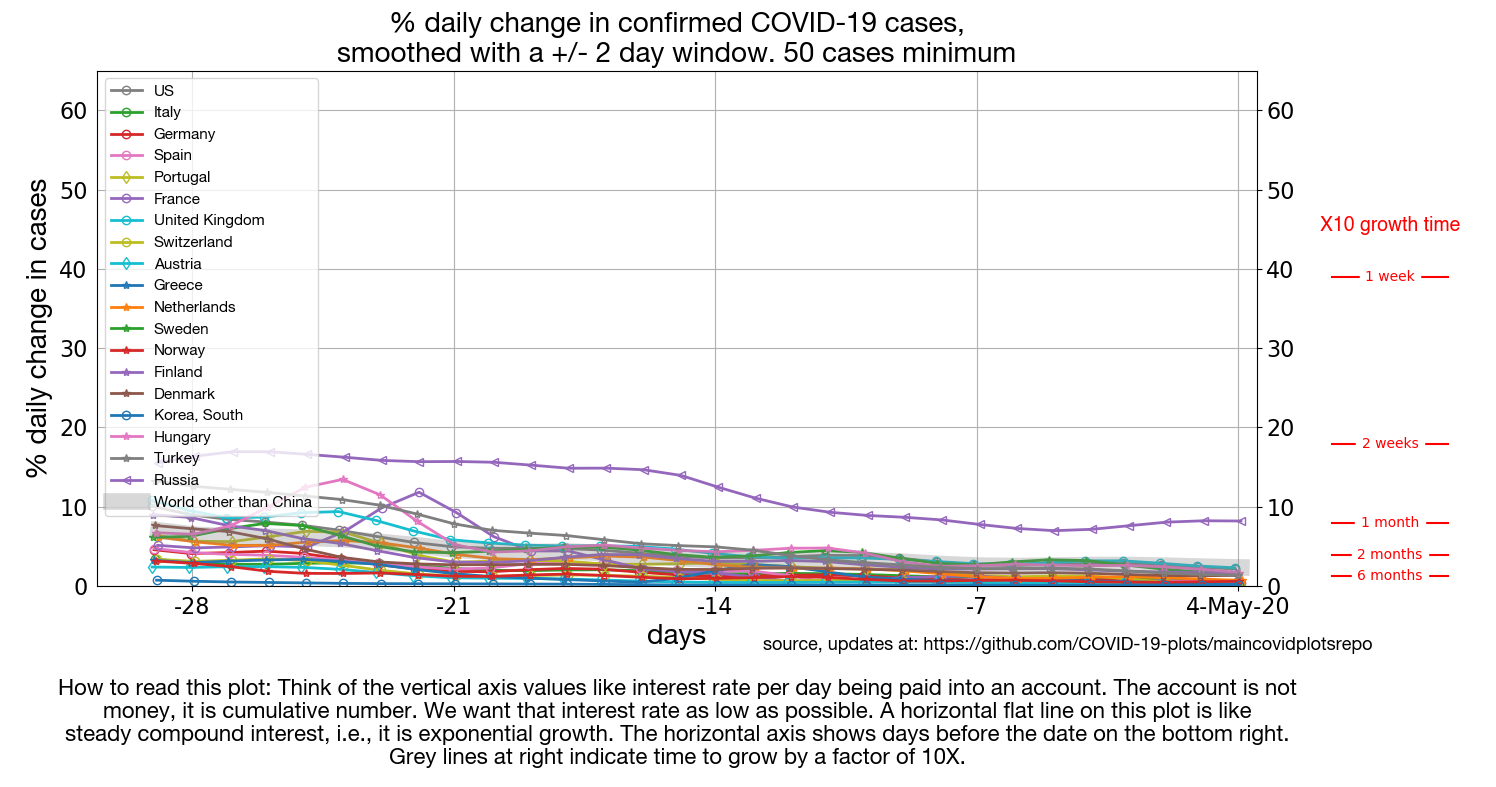 % daily change in confirmed COVID-19 cases,
smoothed with a +/- 2 day window. 50 cases minimum
% daily change in cases
60
50
40
30
20
10
0
US
Italy
Germany
Spain
Portugal
France
United Kingdom
Switzerland
Austria
Greece
Netherlands
Sweden
Norway
Finland
Denmark
Korea, South
Hungary
Turkey
Russia
World other than China
60
50
40
30
20
10
0
X10 growth time
1 week
2 weeks
1 month
2 months
6 months
-28
-21
-14
-7
4-May-20
days
source, updates at: https://github.com/COVID-19-plots/maincovidplotsrepo
How to read this plot: Think of the vertical axis values like interest rate per day being paid into an account. The account is not
money, it is cumulative number. We want that interest rate as low as possible. A horizontal flat line on this plot is like
steady compound interest, i.e., it is exponential growth. The horizontal axis shows days before the date on the bottom right.
Grey lines at right indicate time to grow by a factor of 10X.